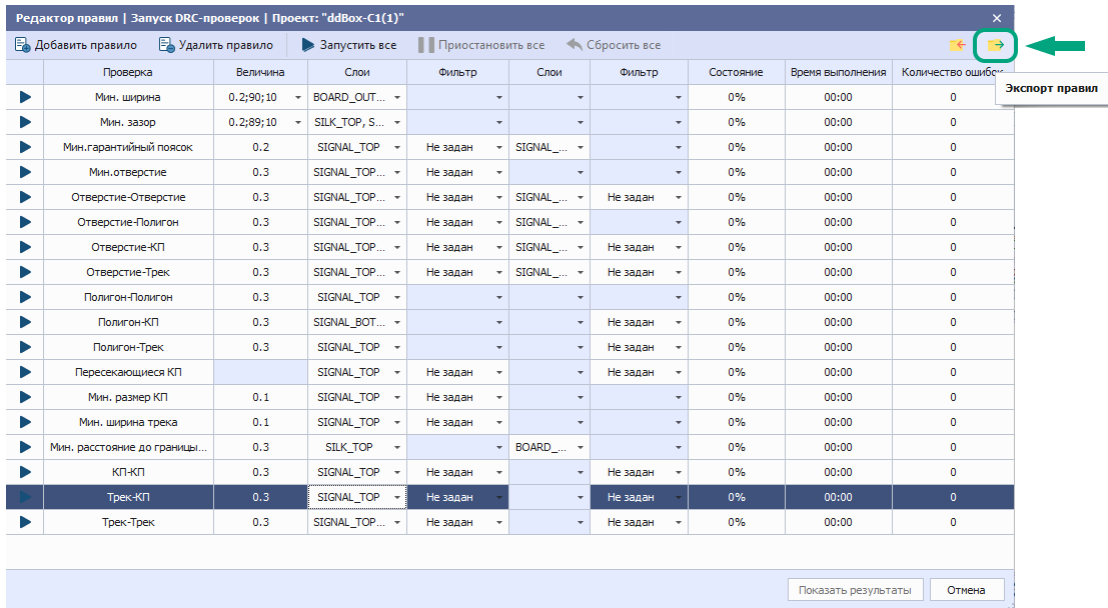 Редактор правил | Запуск DRC-проверок | Проект: "ddBox-C1(1)"
Добавить правило Удалить правило Запустить все Приостановить все Сбросить все
Проверка Величина Слои Фильтр Слои Фильтр Состояние Время выполнения Количество ошибок
Экспорт правил
Мин. ширина 0.2;90;10 BOARD_OUT... 0% 00:00 0
Мин. зазор 0.2;89;10 SILK_TOP, S... 0% 00:00 0
Мин.гарантийный поясок 0.2 SIGNAL_TOP Не задан SIGNAL_... 0% 00:00 0
Мин.отверстие 0.3 SIGNAL_TOP... Не задан 0% 00:00 0
Отверстие-Отверстие 0.3 SIGNAL_TOP... Не задан SIGNAL_... Не задан 0% 00:00 0
Отверстие-Полигон 0.3 SIGNAL_TOP... Не задан SIGNAL_... 0% 00:00 0
Отверстие-КП 0.3 SIGNAL_TOP... Не задан SIGNAL_... Не задан 0% 00:00 0
Отверстие-Трек 0.3 SIGNAL_TOP... Не задан SIGNAL_... Не задан 0% 00:00 0
Полигон-Полигон 0.3 SIGNAL_TOP 0% 00:00 0
Полигон-КП 0.3 SIGNAL_BOT... Не задан 0% 00:00 0
Полигон-Трек 0.3 SIGNAL_TOP Не задан 0% 00:00 0
Пересекающиеся КП SIGNAL_TOP Не задан Не задан 0% 00:00 0
Мин. размер КП 0.1 SIGNAL_TOP Не задан 0% 00:00 0
Мин. ширина трека 0.1 SIGNAL_TOP Не задан 0% 00:00 0
Мин. расстояние до границы... 0.3 SILK_TOP BOARD_... 0% 00:00 0
КП-КП 0.3 SIGNAL_TOP Не задан Не задан 0% 00:00 0
Трек-КП 0.3 SIGNAL_TOP Не задан Не задан 0% 00:00 0
Трек-Трек 0.3 SIGNAL_TOP... Не задан Не задан 0% 00:00 0
Показать результаты Отмена